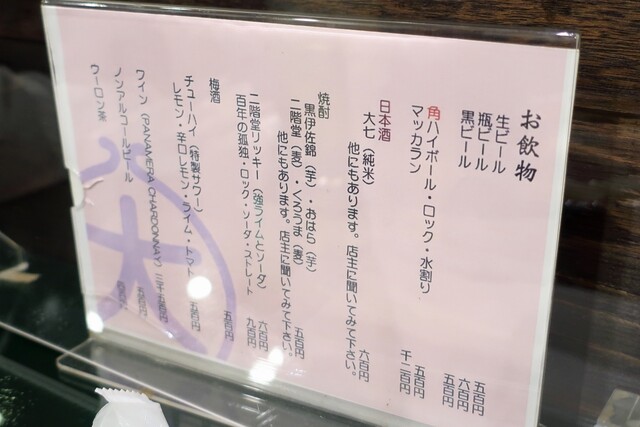 お飲物
生ビール 五百円
瓶ビール 六百円
黒ビール 五百円
角ハイボール・ロック・水割り 五百円
マッカラン 千二百円
日本酒
大七（純米） 六百円
他にもあります。店主に聞いてみて下さい。
焼酎
黒伊佐錦（芋）・おはら（芋）
二階堂（麦）・くろうま（麦） 五百円
他にもあります。店主に聞いてみて下さい。
二階堂リッキー（強ライムとソーダ） 六百円
百年の孤独・ロック・ソーダ・ストレート 九百円
梅酒 五百円
チューハイ（特製サワー）
レモン・辛口レモン・ライム・トマト 五百円
ワイン（PANAMERA CHARDONNAY）三千五百円
ノンアルコールビール 五百円
ウーロン茶 百円